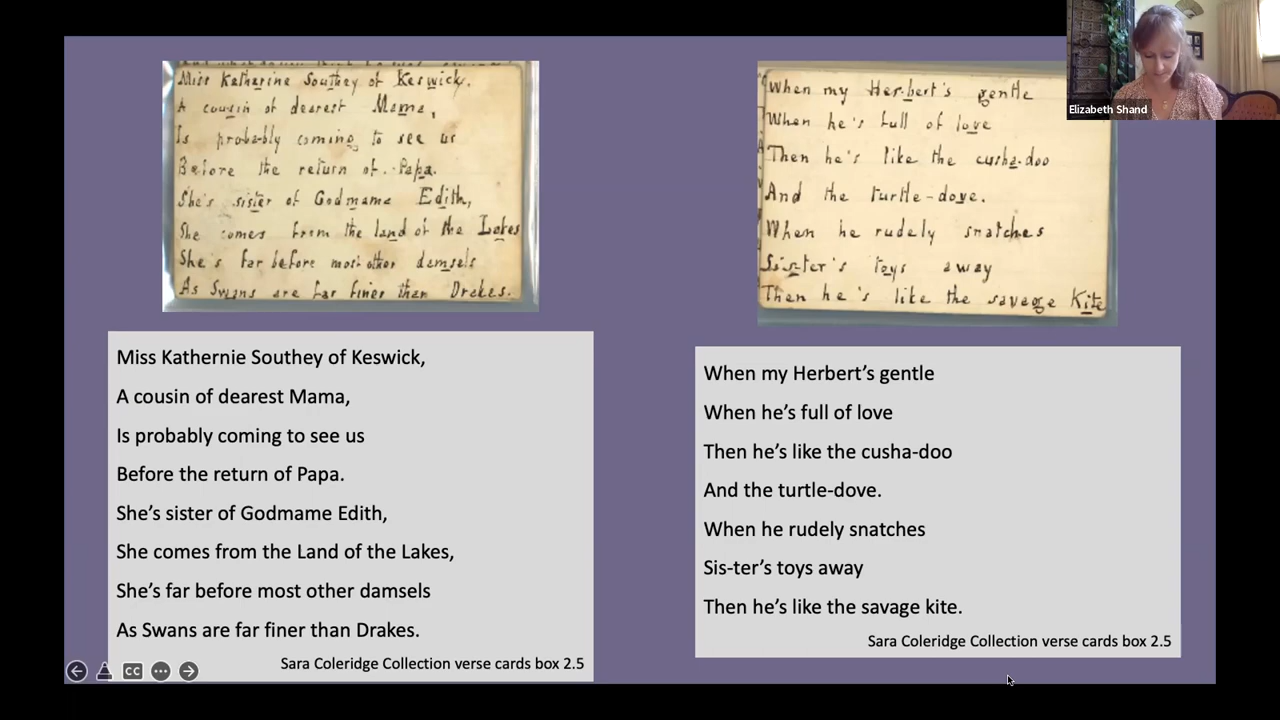 Miss Katharine Southey of Keswick.
A cousin of dearest Mama,
Is probably coming to see us
Before the return of Papa.
She's sister of Godmama Edith,
She comes from the land of the Lakes
She's far before most other damsels
As Swans are far finer than Drakes.
Miss Kathernie Southey of Keswick,
A cousin of dearest Mama,
Is probably coming to see us
Before the return of Papa.
She’s sister of Godmame Edith,
She comes from the Land of the Lakes,
She’s far before most other damsels
As Swans are far finer than Drakes.
Sara Coleridge Collection verse cards box 2.5
CC
When my Her-bert's gentle
When he's full of love
Then he's like the cusha-doo
And the turtle-dove.
When he rudely snatches
Sis-ter's toys away
Then he's like the savage Kite
When my Herbert’s gentle
When he’s full of love
Then he’s like the cusha-doo
And the turtle-dove.
When he rudely snatches
Sis-ter’s toys away
Then he’s like the savage kite.
Sara Coleridge Collection verse cards box 2.5
Elizabeth Shand